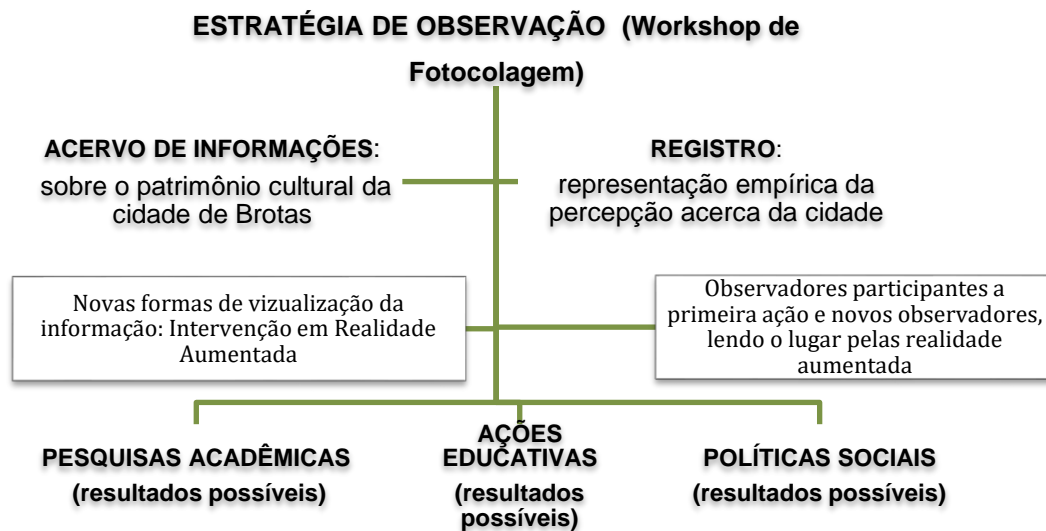 ESTRATÉGIA DE OBSERVAÇÃO (Workshop de
Fotocolagem)
ACERVO DE INFORMAÇÕES:
sobre o patrimônio cultural da
cidade de Brotas
REGISTRO:
representação empírica da
percepção acerca da cidade
Novas formas de vizualização da
informação: Intervenção em Realidade
Aumentada
Observadores participantes a
primeira ação e novos observadores,
lendo o lugar pelas realidade
aumentada
PESQUISAS ACADÊMICAS
(resultados possíveis)
AÇÕES
EDUCATIVAS
(resultados
possíveis)
POLÍTICAS SOCIAIS
(resultados possíveis)